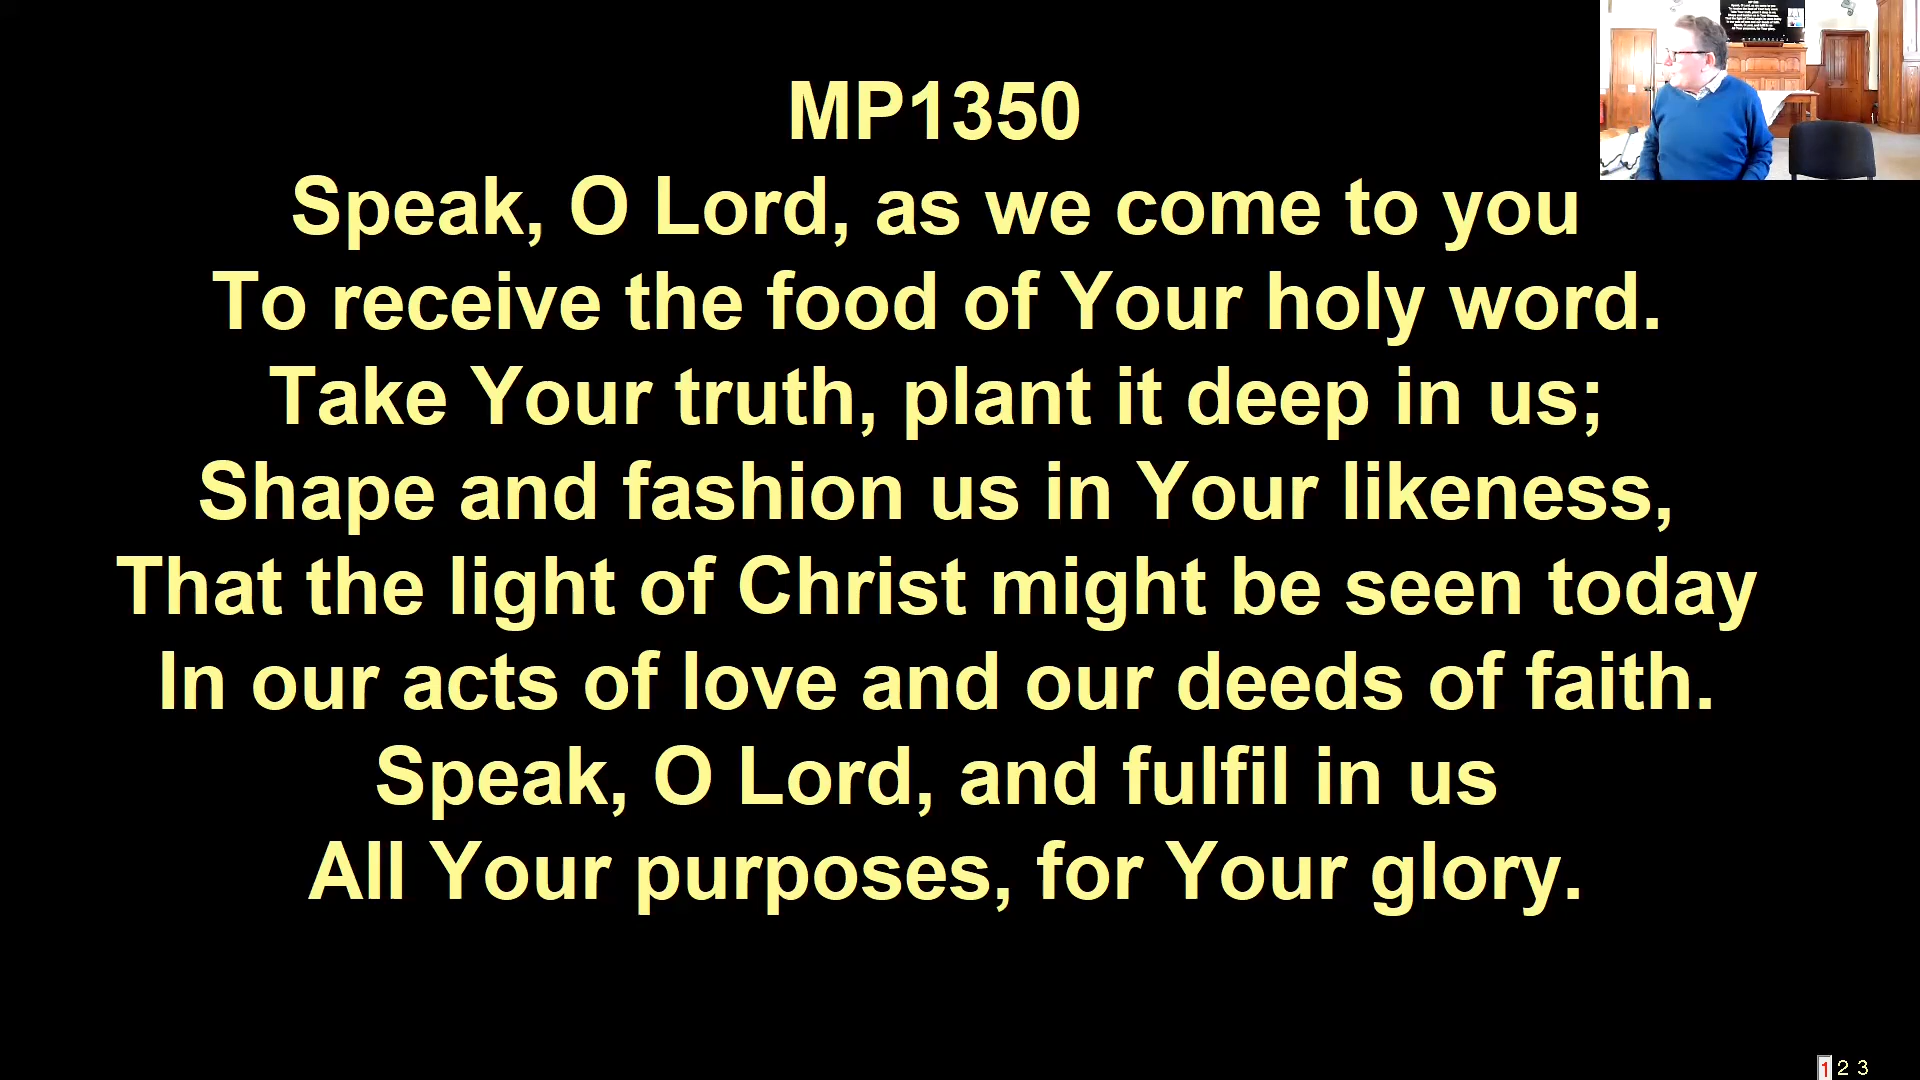 MP1350
Speak, O Lord, as we come to you
To receive the food of Your holy word.
Take Your truth, plant it deep in us;
Shape and fashion us in Your likeness,
That the light of Christ might be seen today
In our acts of love and our deeds of faith.
Speak, O Lord, and fulfil in us
All Your purposes, for Your glory.
1 2 3